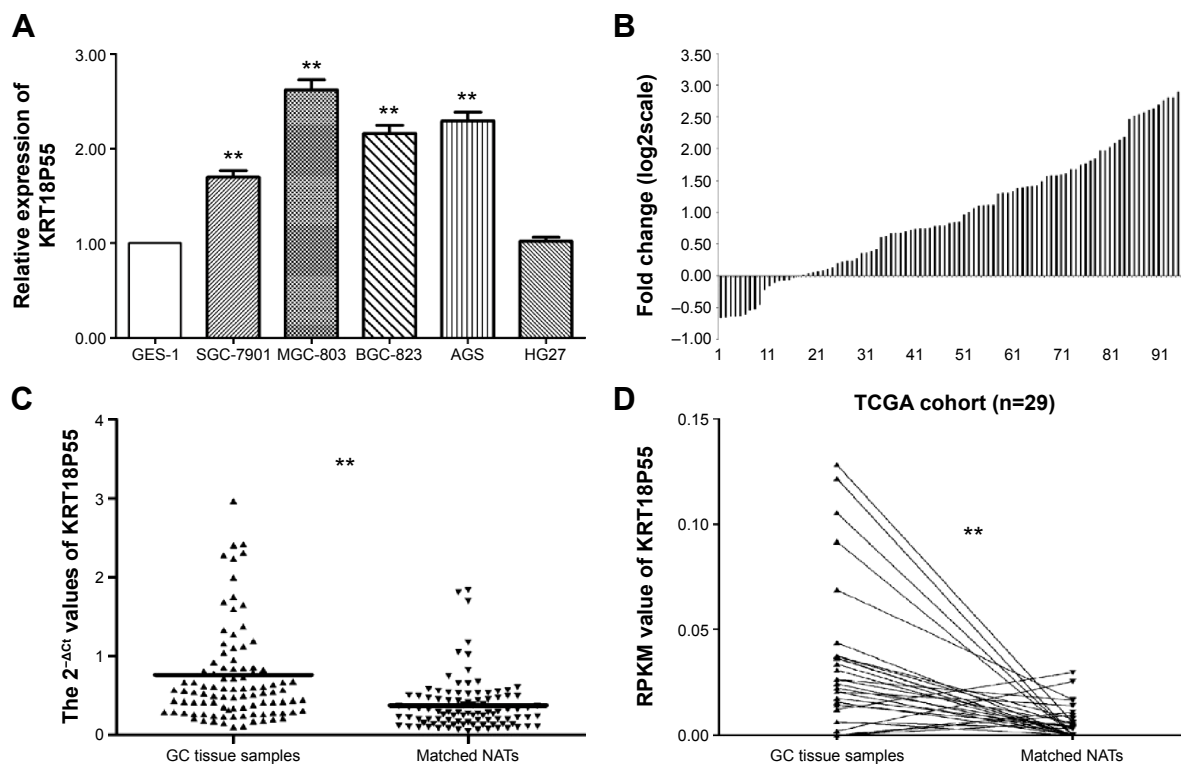 A
Relative expression of
KRT18P55
3.00
2.00
1.00
0.00
**
**
**
**
GES-1 SGC-7901 MGC-803 BGC-823 AGS HG27
B
Fold change (log2scale)
3.50
3.00
2.50
2.00
1.50
1.00
0.50
0.00
−0.50
−1.00
1 11 21 31 41 51 61 71 81 91
C
The 2⁻ΔCt values of KRT18P55
4
3
2
1
0
**
GC tissue samples Matched NATs
D
TCGA cohort (n=29)
RPKM value of KRT18P55
0.15
0.10
0.05
0.00
**
GC tissue samples Matched NATs